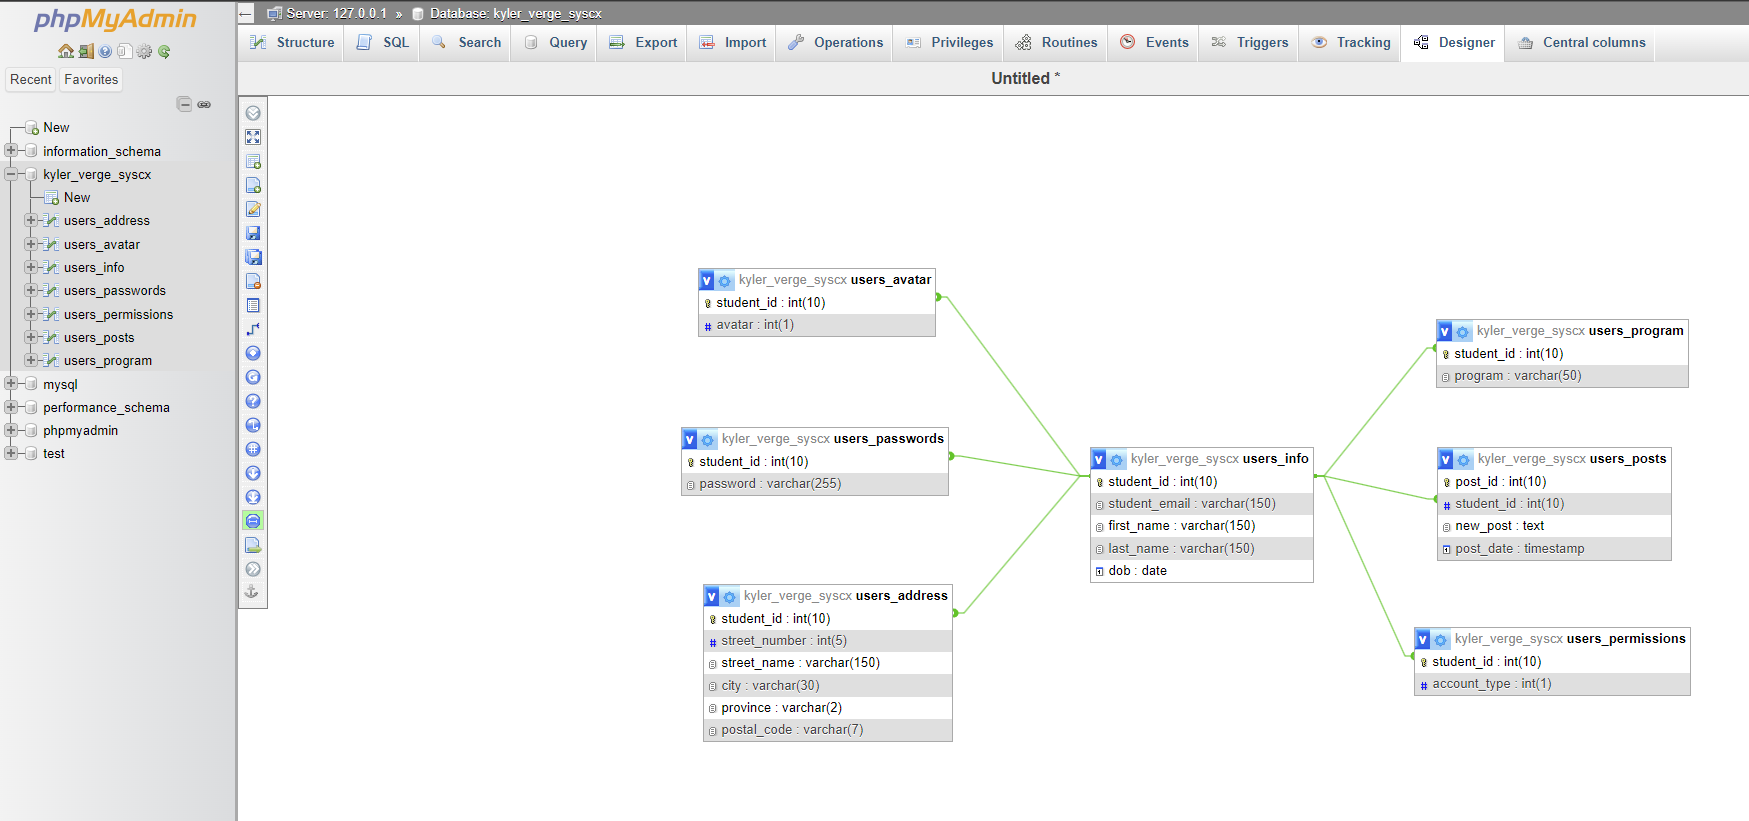 phpMyAdmin
Recent
Favorites
New
information_schema
kyler_verge_syscx
New
users_address
users_avatar
users_info
users_passwords
users_permissions
users_posts
users_program
mysql
performance_schema
phpmyadmin
test
Server: 127.0.0.1 » Database: kyler_verge_syscx
Structure SQL Search Query Export Import Operations Privileges Routines Events Triggers Tracking Designer Central columns
Untitled *
v kyler_verge_syscx users_avatar
student_id : int(10)
# avatar : int(1)
v kyler_verge_syscx users_passwords
student_id : int(10)
password : varchar(255)
v kyler_verge_syscx users_address
student_id : int(10)
# street_number : int(5)
street_name : varchar(150)
city : varchar(30)
province : varchar(2)
postal_code : varchar(7)
v kyler_verge_syscx users_info
student_id : int(10)
student_email : varchar(150)
first_name : varchar(150)
last_name : varchar(150)
dob : date
v kyler_verge_syscx users_program
student_id : int(10)
program : varchar(50)
v kyler_verge_syscx users_posts
post_id : int(10)
# student_id : int(10)
new_post : text
post_date : timestamp
v kyler_verge_syscx users_permissions
student_id : int(10)
# account_type : int(1)